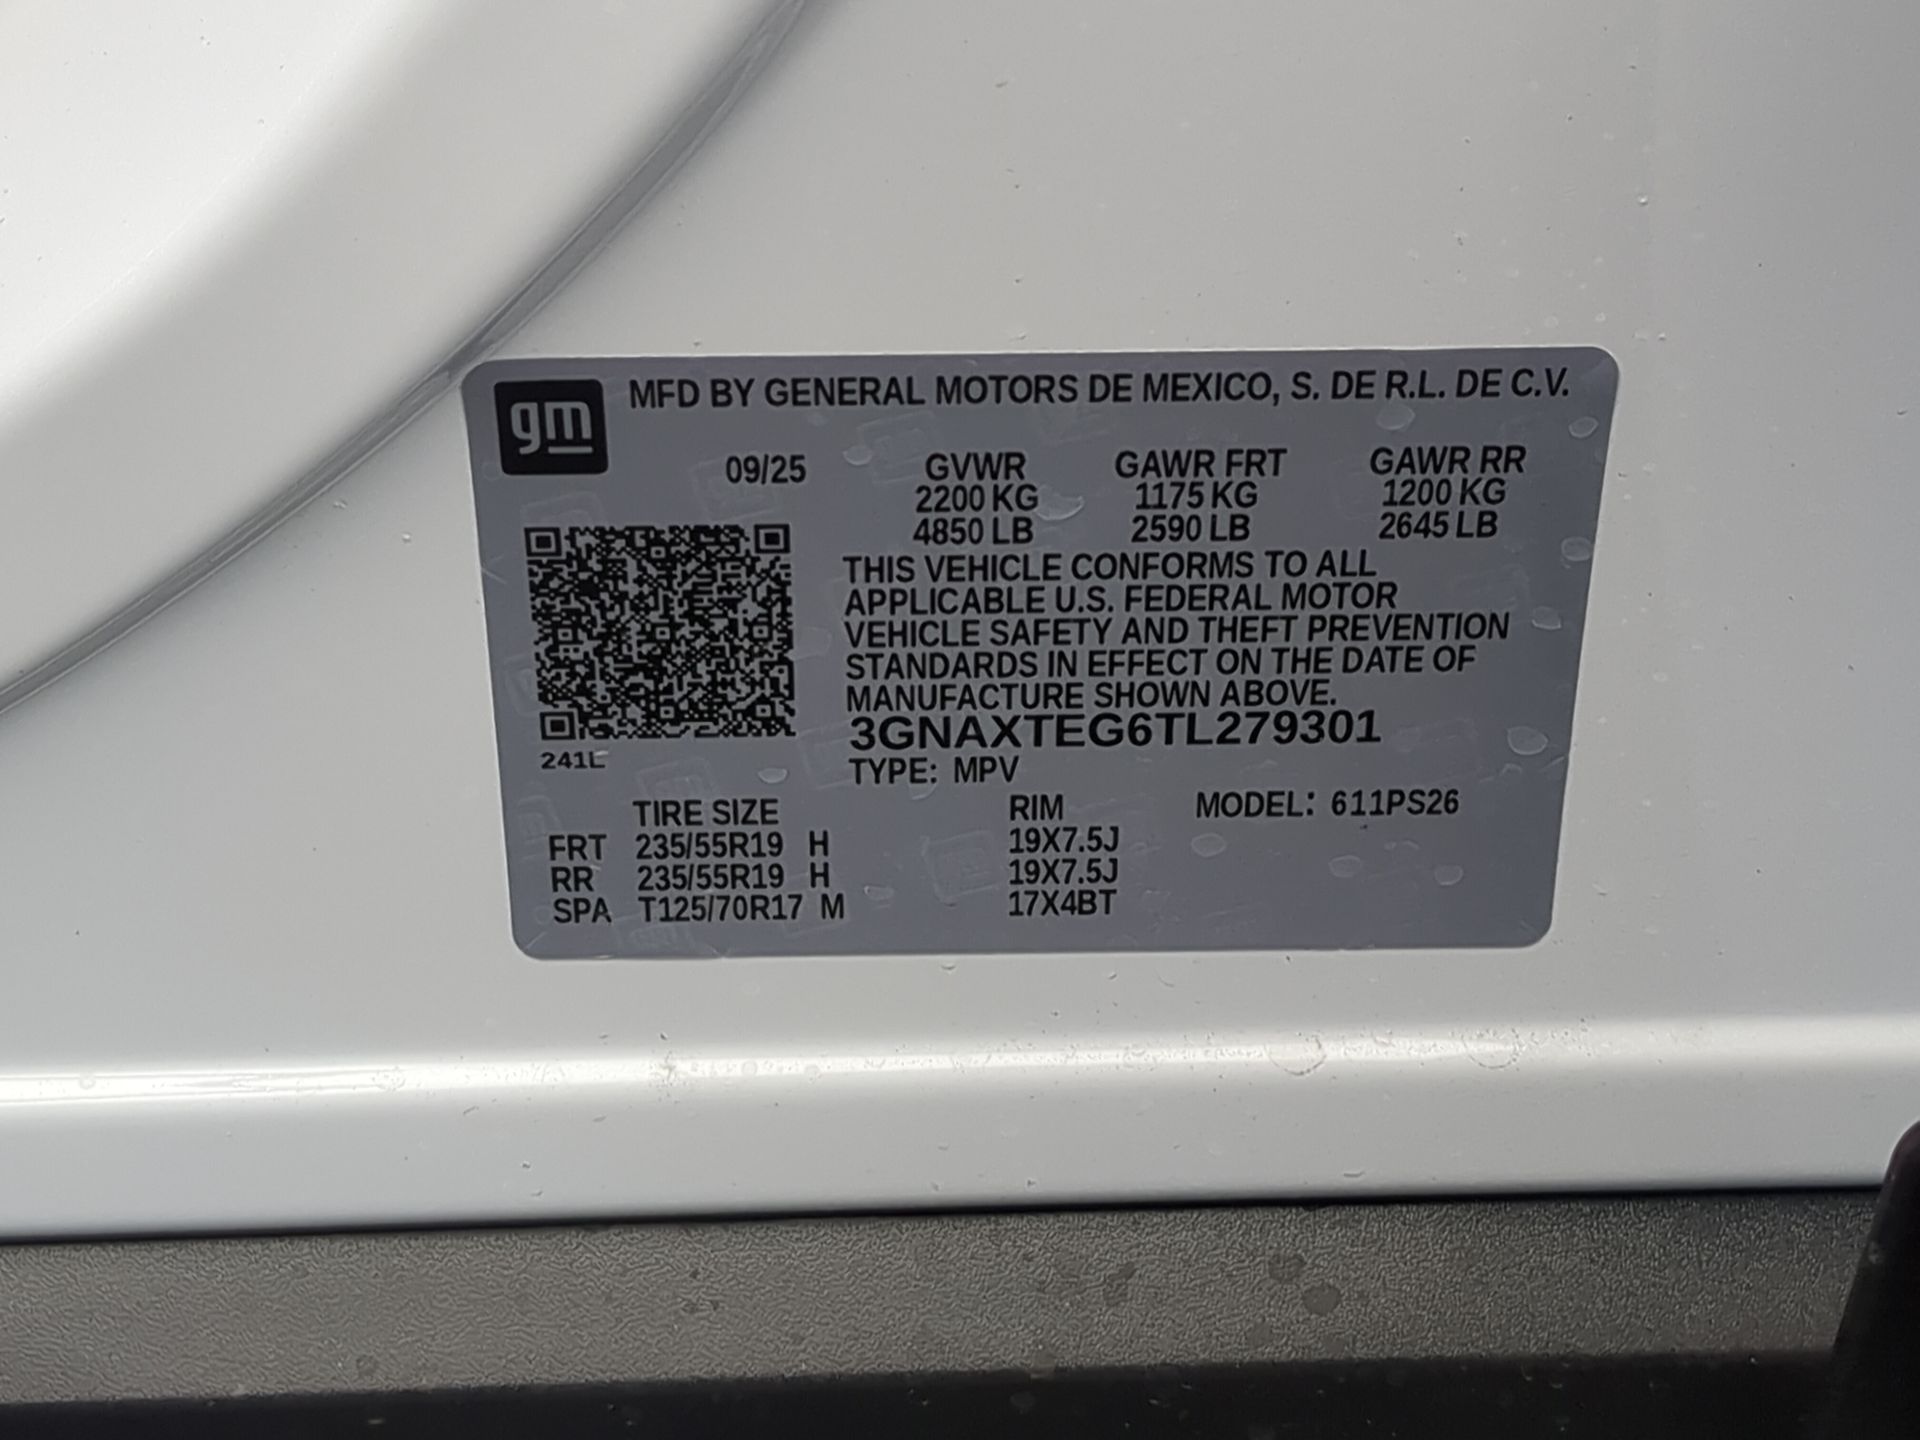 gm MFD BY GENERAL MOTORS DE MEXICO, S. DE R.L. DE C.V.
09/25 GVWR GAWR FRT GAWR RR
2200 KG 1175 KG 1200 KG
4850 LB 2590 LB 2645 LB
THIS VEHICLE CONFORMS TO ALL
APPLICABLE U.S. FEDERAL MOTOR
VEHICLE SAFETY AND THEFT PREVENTION
STANDARDS IN EFFECT ON THE DATE OF
MANUFACTURE SHOWN ABOVE.
3GNAXTEG6TL279301
241L
TYPE: MPV
TIRE SIZE RIM MODEL: 611PS26
FRT 235/55R19 H 19X7.5J
RR 235/55R19 H 19X7.5J
SPA T125/70R17 M 17X4BT